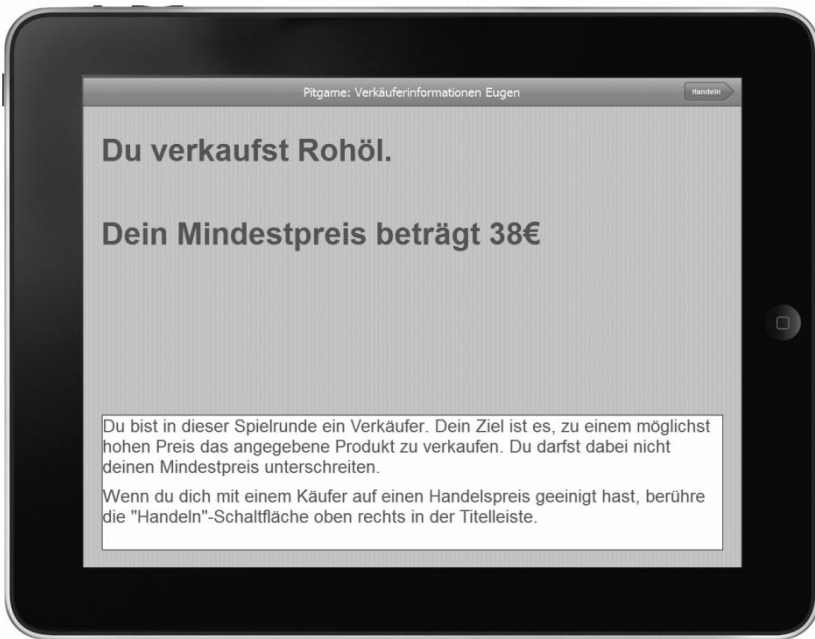 Pitgame: Verkäuferinformationen Eugen
Handeln
Du verkaufst Rohöl.
Dein Mindestpreis beträgt 38€
Du bist in dieser Spielrunde ein Verkäufer. Dein Ziel ist es, zu einem möglichst
hohen Preis das angegebene Produkt zu verkaufen. Du darfst dabei nicht
deinen Mindestpreis unterschreiten.
Wenn du dich mit einem Käufer auf einen Handelspreis geeinigt hast, berühre
die "Handeln"-Schaltfläche oben rechts in der Titelleiste.